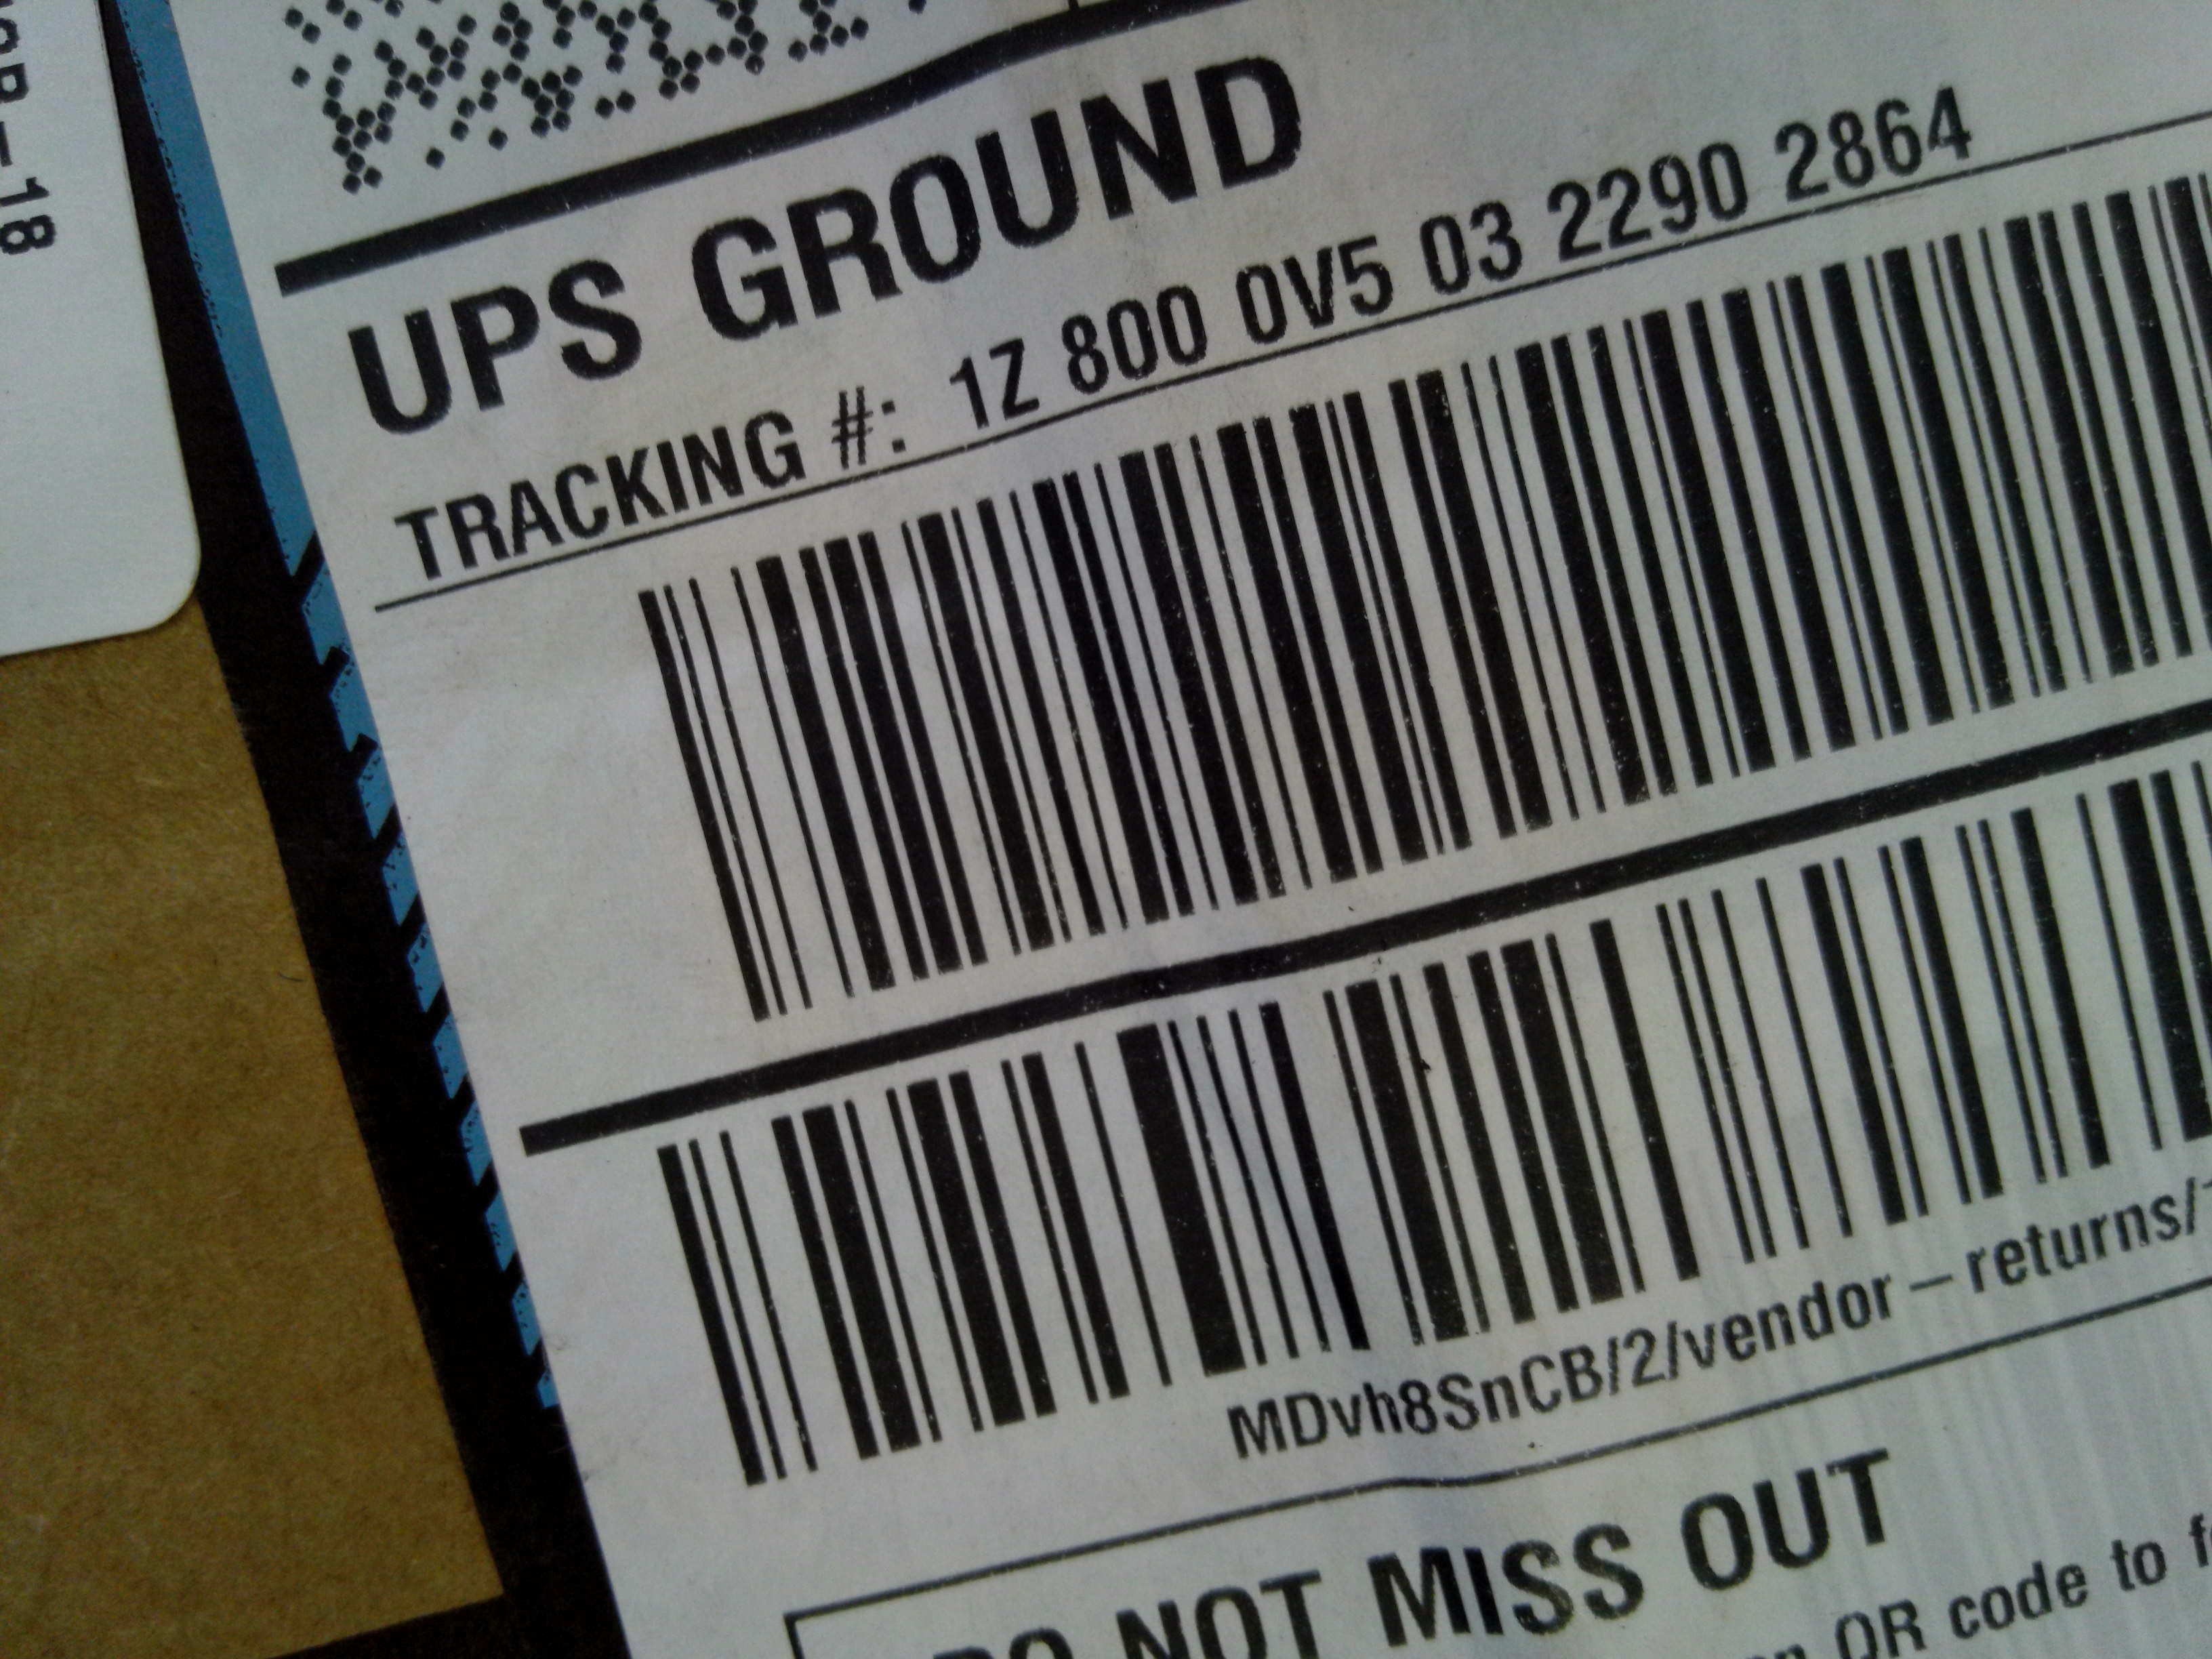 UPS GROUND
TRACKING #: 1Z 800 0V5 03 2290 2864
MDvh8SnCB/2/vendor-returns/
DO NOT MISS OUT
QR code to
-18